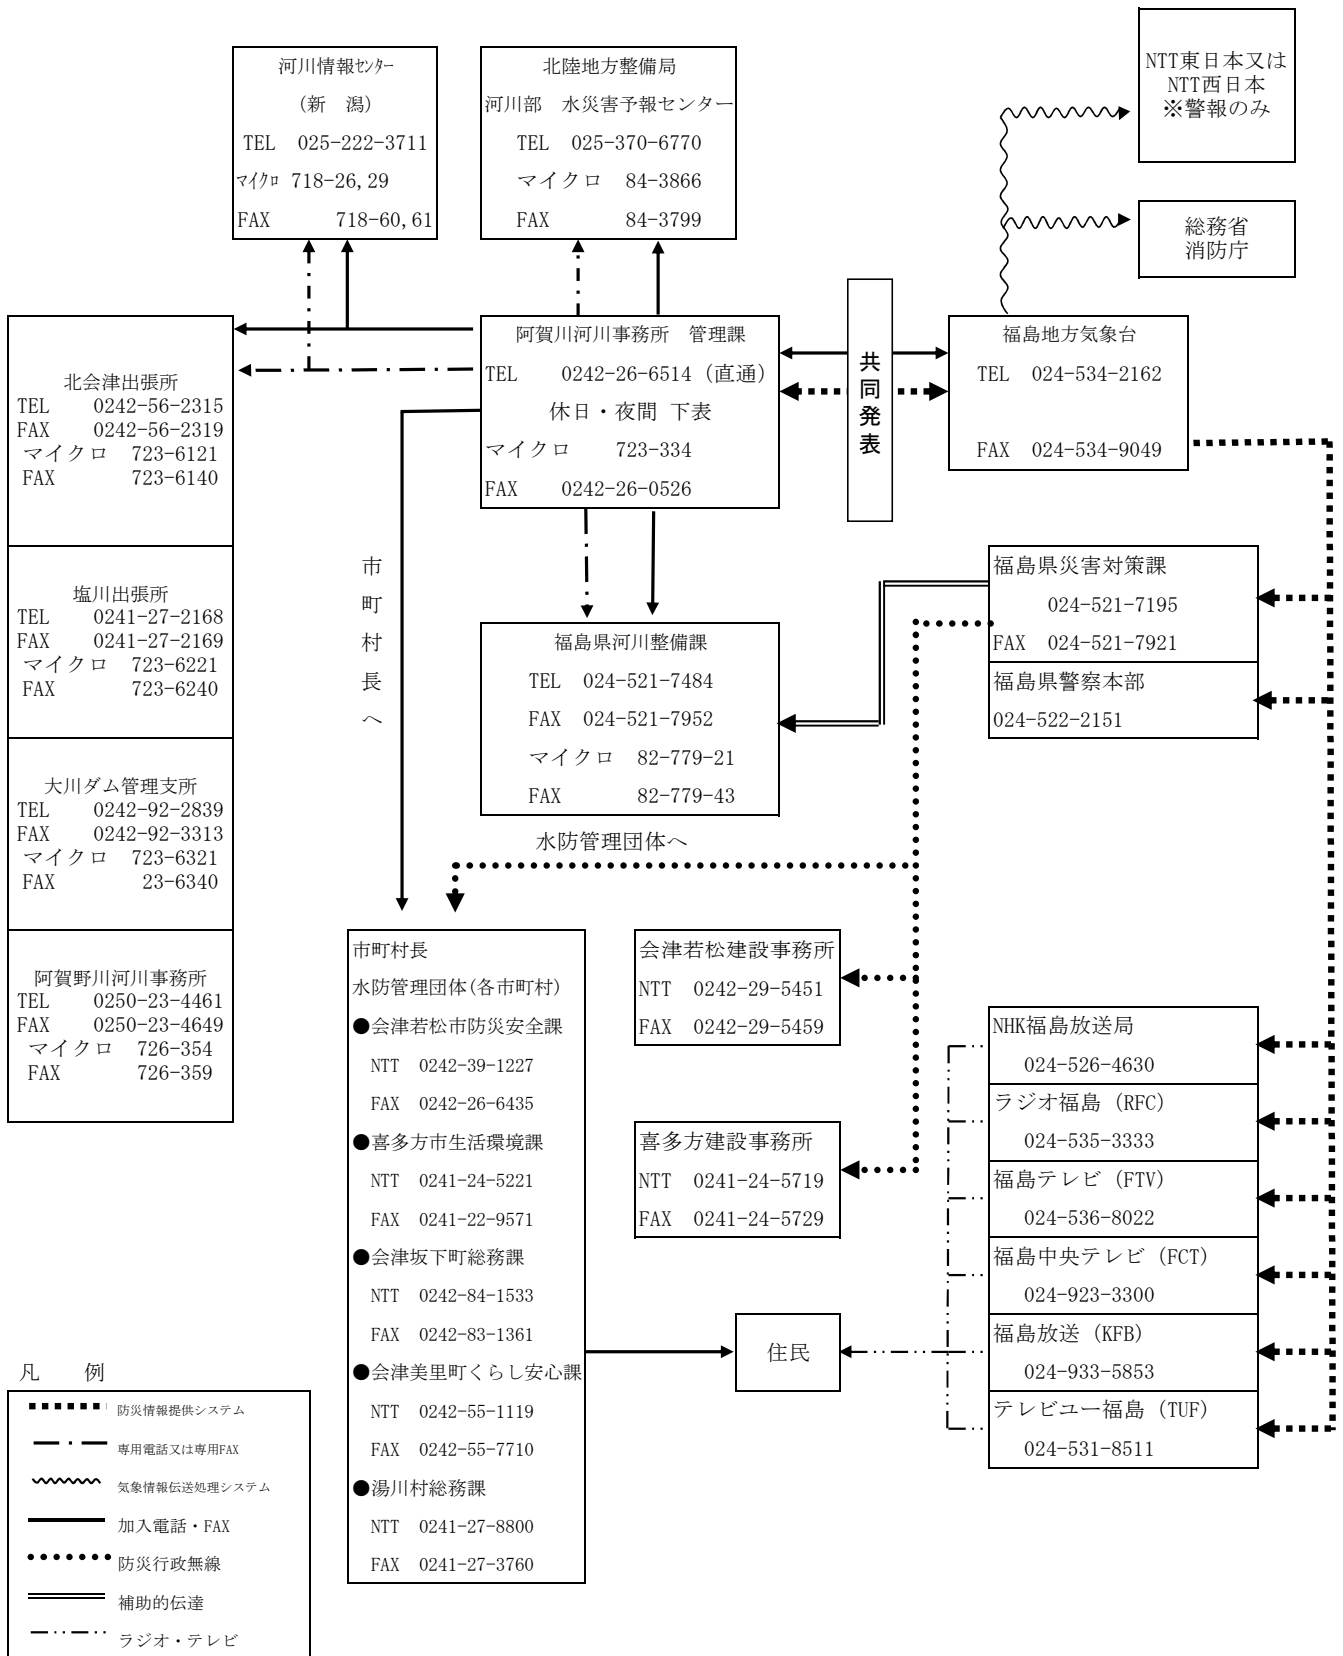 NTT東日本又は
NTT西日本
※警報のみ
河川情報ｾﾝﾀｰ
(新　潟)
TEL　025-222-3711
ﾏｲｸﾛ 718-26,29
FAX　　　718-60,61
北陸地方整備局
河川部　水災害予報センター
TEL　025-370-6770
マイクロ　84-3866
FAX　　　　84-3799
総務省
消防庁
北会津出張所
TEL　　0242-56-2315
FAX　　0242-56-2319
マイクロ　723-6121
FAX　　　　723-6140
塩川出張所
TEL　　0241-27-2168
FAX　　0241-27-2169
マイクロ　723-6221
FAX　　　　723-6240
大川ダム管理支所
TEL　　0242-92-2839
FAX　　0242-92-3313
マイクロ　723-6321
FAX　　　　23-6340
阿賀野川河川事務所
TEL　　0250-23-4461
FAX　　0250-23-4649
マイクロ　726-354
FAX　　　　726-359
阿賀川河川事務所　管理課
TEL　　0242-26-6514（直通）
休日・夜間 下表
マイクロ　　723-334
FAX　　0242-26-0526
共同発表
福島地方気象台
TEL　024-534-2162
FAX　024-534-9049
市町村長へ
福島県河川整備課
TEL　024-521-7484
FAX　024-521-7952
マイクロ　82-779-21
FAX　　　　82-779-43
福島県災害対策課
024-521-7195
FAX　024-521-7921
福島県警察本部
024-522-2151
水防管理団体へ
市町村長
水防管理団体(各市町村)
●会津若松市防災安全課
NTT　0242-39-1227
FAX　0242-26-6435
●喜多方市生活環境課
NTT　0241-24-5221
FAX　0241-22-9571
●会津坂下町総務課
NTT　0242-84-1533
FAX　0242-83-1361
●会津美里町くらし安心課
NTT　0242-55-1119
FAX　0242-55-7710
●湯川村総務課
NTT　0241-27-8800
FAX　0241-27-3760
会津若松建設事務所
NTT　0242-29-5451
FAX　0242-29-5459
喜多方建設事務所
NTT　0241-24-5719
FAX　0241-24-5729
住民
NHK福島放送局
024-526-4630
ラジオ福島（RFC）
024-535-3333
福島テレビ（FTV）
024-536-8022
福島中央テレビ（FCT）
024-923-3300
福島放送（KFB）
024-933-5853
テレビユー福島（TUF）
024-531-8511
凡　　例
防災情報提供システム
専用電話又は専用FAX
気象情報伝送処理システム
加入電話・FAX
防災行政無線
補助的伝達
ラジオ・テレビ